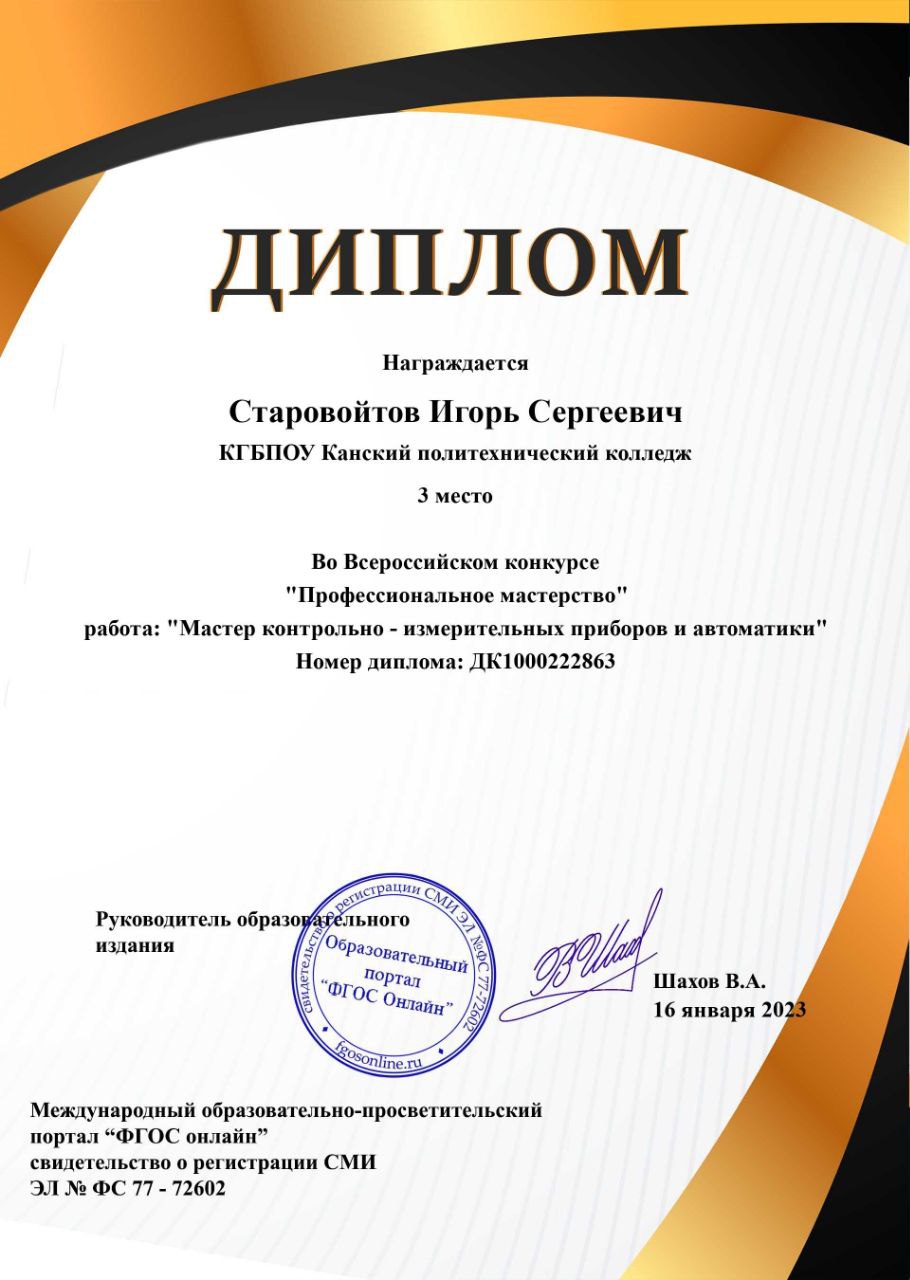 ДИПЛОМ
Награждается
Старовойтов Игорь Сергеевич
КГБПОУ Канский политехнический колледж
3 место
Во Всероссийском конкурсе
"Профессиональное мастерство"
работа: "Мастер контрольно - измерительных приборов и автоматики"
Номер диплома: ДК1000222863
Руководитель образовательного
издания
свидетельство о регистрации СМИ ЭЛ №ФС 77-72602
Образовательный
портал
“ФГОС Онлайн”
fgosonline.ru
ВШах
Шахов В.А.
16 января 2023
Международный образовательно-просветительский
портал “ФГОС онлайн”
свидетельство о регистрации СМИ
ЭЛ № ФС 77 - 72602